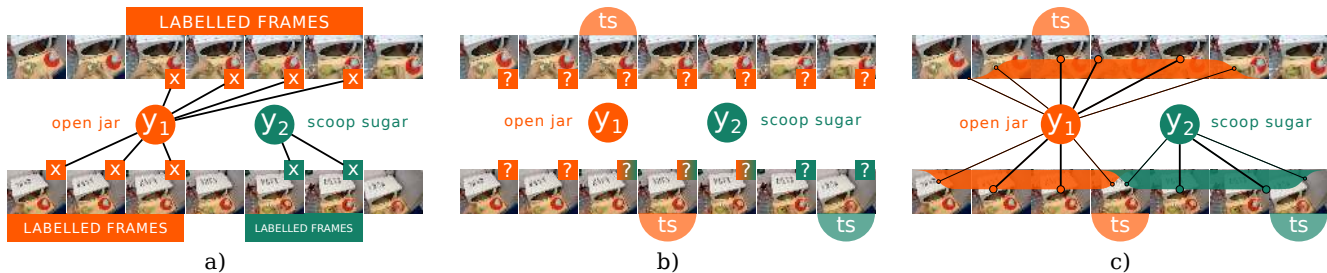 LABELLED FRAMES
x x x x
open jar y1 y2 scoop sugar
x x x x x
LABELLED FRAMES LABELLED FRAMES
a)
ts
? ? ? ? ? ? ?
open jar y1 y2 scoop sugar
? ? ? ? ? ? ?
ts ts
b)
ts
open jar y1 y2 scoop sugar
ts ts
c)